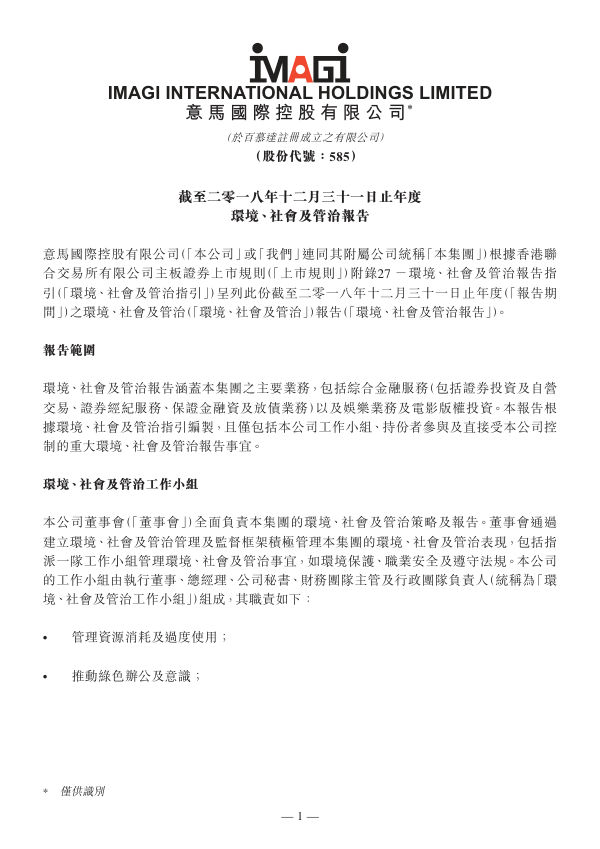 iMAGi
IMAGI INTERNATIONAL HOLDINGS LIMITED
意馬國際控股有限公司*
(於百慕達註冊成立之有限公司)
(股份代號：585)
截至二零一八年十二月三十一日止年度
環境、社會及管治報告
意馬國際控股有限公司(「本公司」或「我們」連同其附屬公司統稱「本集團」)根據香港聯
合交易所有限公司主板證券上市規則(「上市規則」)附錄27－環境、社會及管治報告指
引(「環境、社會及管治指引」)呈列此份截至二零一八年十二月三十一日止年度(「報告期
間」)之環境、社會及管治(「環境、社會及管治」)報告(「環境、社會及管治報告」)。
報告範圍
環境、社會及管治報告涵蓋本集團之主要業務，包括綜合金融服務(包括證券投資及自營
交易、證券經紀服務、保證金融資及放債業務)以及娛樂業務及電影版權投資。本報告根
據環境、社會及管治指引編製，且僅包括本公司工作小組、持份者參與及直接受本公司控
制的重大環境、社會及管治報告事宜。
環境、社會及管治工作小組
本公司董事會(「董事會」)全面負責本集團的環境、社會及管治策略及報告。董事會通過
建立環境、社會及管治管理及監督框架積極管理本集團的環境、社會及管治表現，包括指
派一隊工作小組管理環境、社會及管治事宜，如環境保護、職業安全及遵守法規。本公司
的工作小組由執行董事、總經理、公司秘書、財務團隊主管及行政團隊負責人(統稱為「環
境、社會及管治工作小組」)組成，其職責如下：
• 管理資源消耗及過度使用；
• 推動綠色辦公及意識；
* 僅供識別
— 1 —